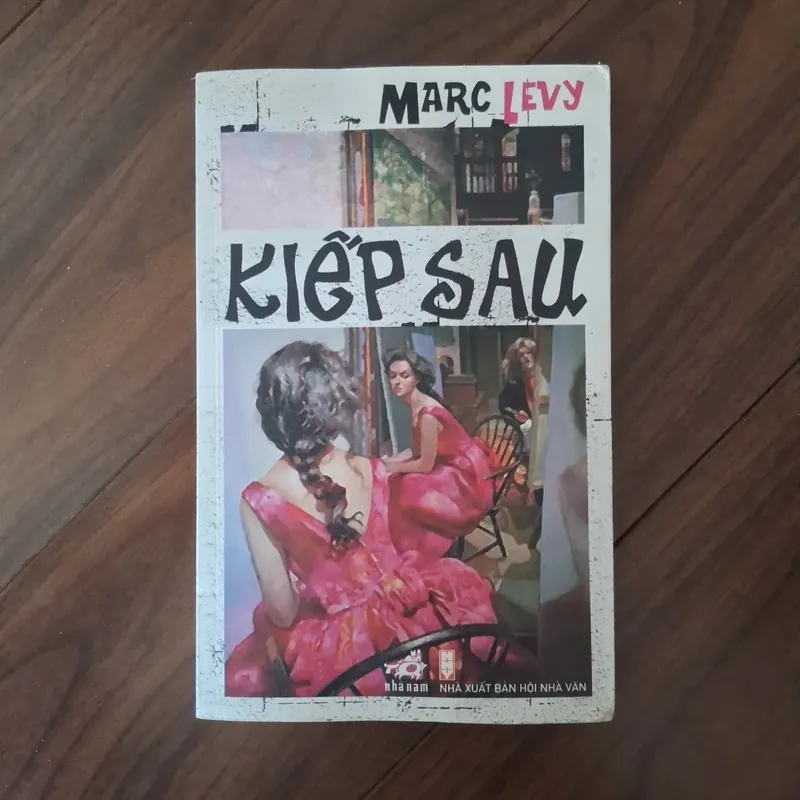 MARC LEVY
KIẾP SAU
nhã nam
NHÀ XUẤT BẢN HỘI NHÀ VĂN